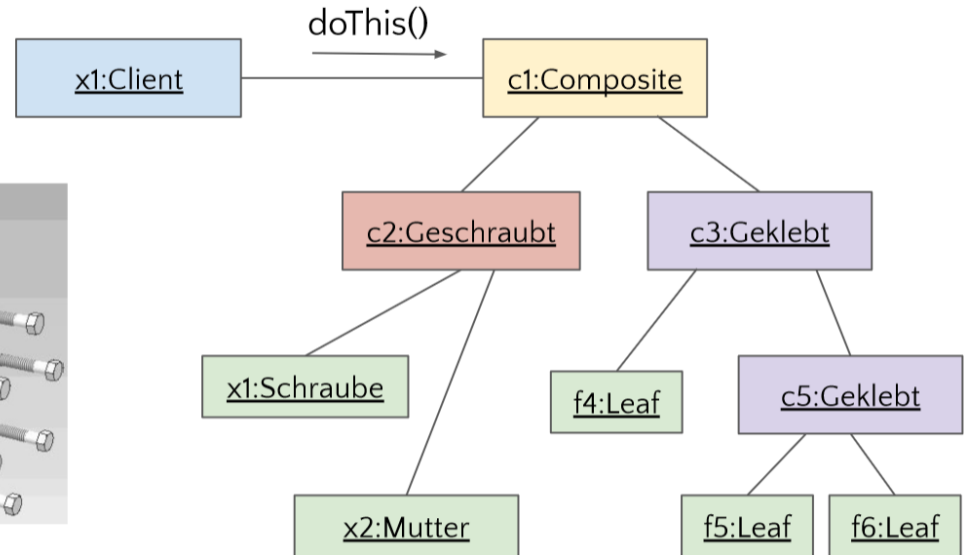 doThis()
x1:Client
c1:Composite
c2:Geschraubt
c3:Geklebt
x1:Schraube
f4:Leaf
c5:Geklebt
x2:Mutter
f5:Leaf
f6:Leaf